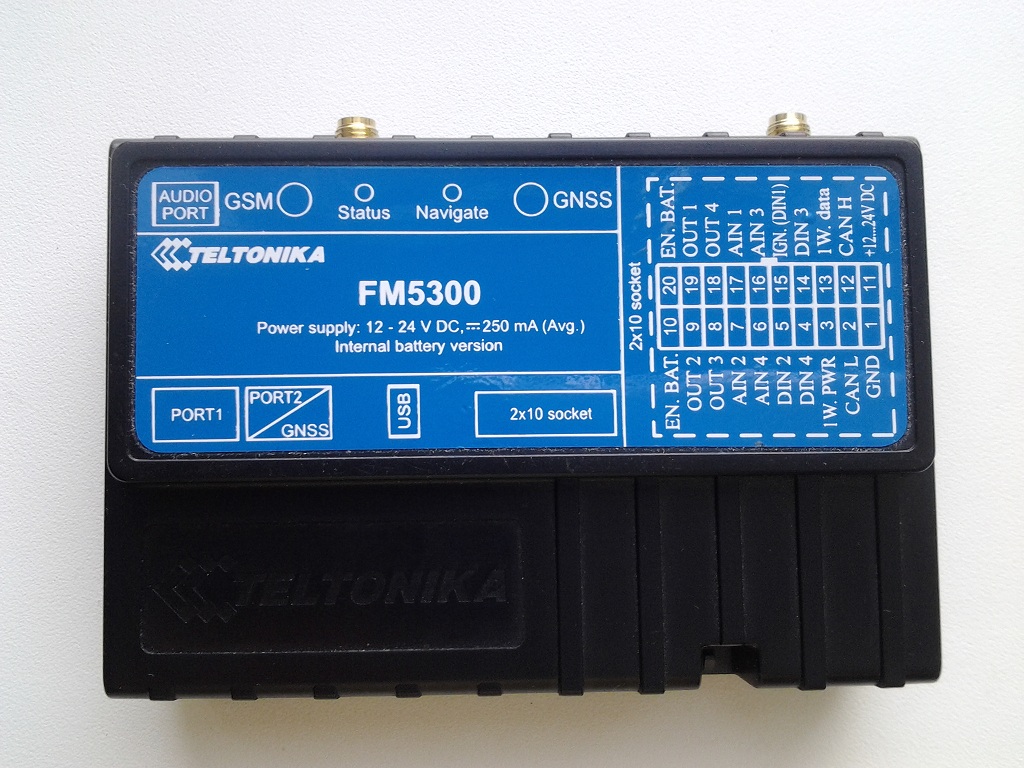 AUDIO
PORT
GSM
Status
Navigate
GNSS
TELTONIKA
FM5300
Power supply: 12 - 24 V DC, ⎓ 250 mA (Avg.)
Internal battery version
PORT1
PORT2
GNSS
USB
2x10 socket
2x10 socket
EN. BAT.
OUT 1
OUT 4
AIN 1
AIN 3
IGN. (DIN1)
DIN 3
1W. data
CAN H
+12...24V DC
20 19 18 17 16 15 14 13 12 11
10 9 8 7 6 5 4 3 2 1
EN. BAT.
OUT 2
OUT 3
AIN 2
AIN 4
DIN 2
DIN 4
1W. PWR
CAN L
GND
TELTONIKA